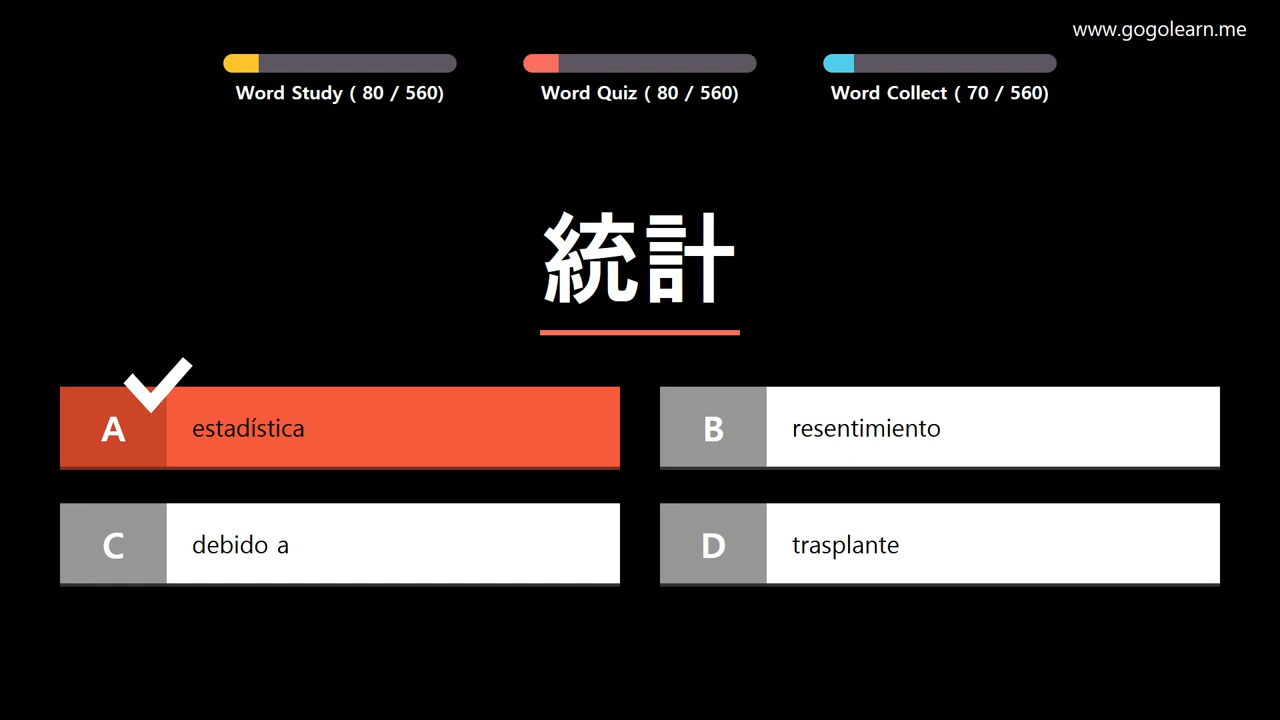 www.gogolearn.me
Word Study ( 80 / 560)
Word Quiz ( 80 / 560)
Word Collect ( 70 / 560)
統計
A estadística
B resentimiento
C debido a
D trasplante